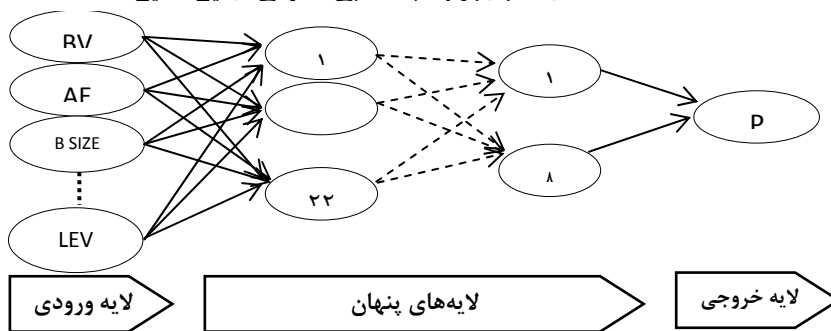 BV
AF
B SIZE
LEV
۱
۲۲
۱
۸
P
لایه ورودی
لایه‌های پنهان
لایه خروجی